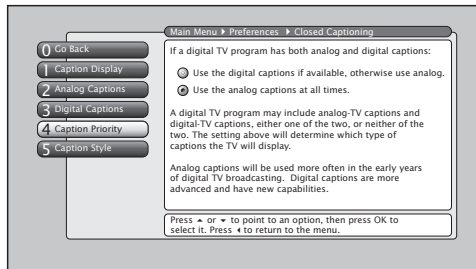 Main Menu ▸ Preferences ▸ Closed Captioning
0 Go Back
1 Caption Display
2 Analog Captions
3 Digital Captions
4 Caption Priority
5 Caption Style
If a digital TV program has both analog and digital captions:
Use the digital captions if available, otherwise use analog.
Use the analog captions at all times.
A digital TV program may include analog-TV captions and
digital-TV captions, either one of the two, or neither of the
two. The setting above will determine which type of
captions the TV will display.
Analog captions will be used more often in the early years
of digital TV broadcasting. Digital captions are more
advanced and have new capabilities.
Press ▲ or ▼ to point to an option, then press OK to
select it. Press ◀ to return to the menu.